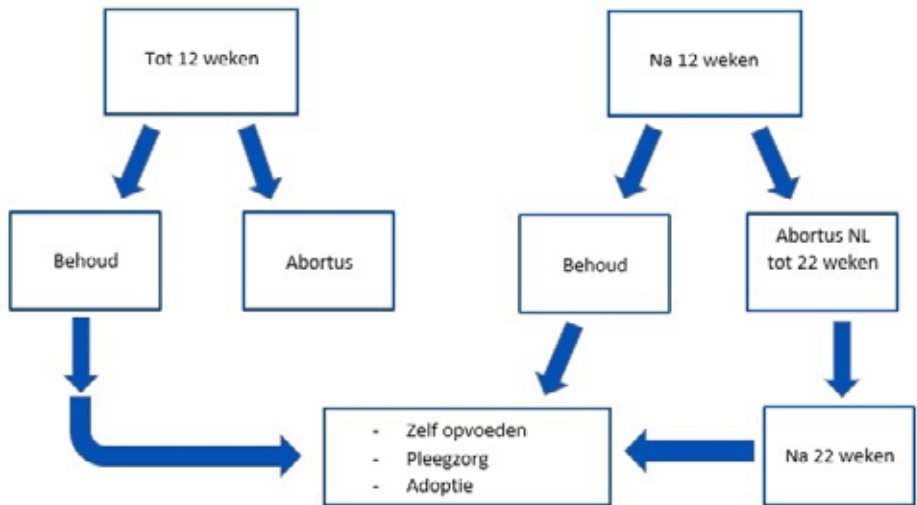 Tot 12 weken
Na 12 weken
Behoud
Abortus
Behoud
Abortus NL
tot 22 weken
- Zelf opvoeden
- Pleegzorg
- Adoptie
Na 22 weken